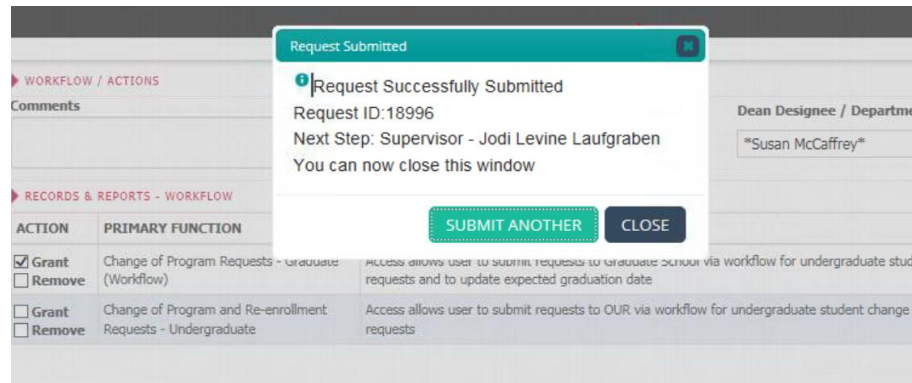 Request Submitted
Request Successfully Submitted
Request ID:18996
Next Step: Supervisor - Jodi Levine Laufgraben
You can now close this window
SUBMIT ANOTHER CLOSE
WORKFLOW / ACTIONS
Comments
Dean Designee / Departme
*Susan McCaffrey*
RECORDS & REPORTS - WORKFLOW
ACTION PRIMARY FUNCTION
Grant
Remove
Change of Program Requests - Graduate
(Workflow)
Access allows user to submit requests to Graduate School via workflow for undergraduate stud
requests and to update expected graduation date
Grant
Remove
Change of Program and Re-enrollment
Requests - Undergraduate
Access allows user to submit requests to OUR via workflow for undergraduate student change
requests